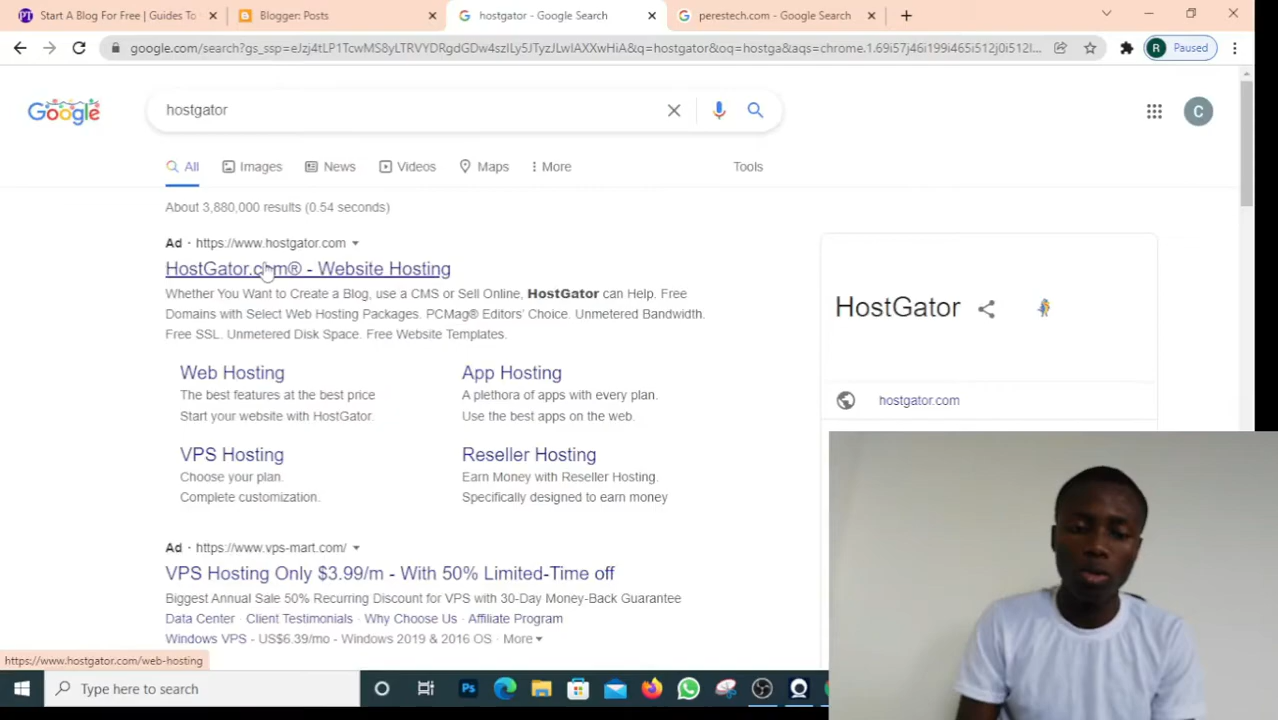 Start A Blog For Free | Guides To
Blogger: Posts
hostgator - Google Search
perestech.com - Google Search
google.com/search?gs_ssp=eJzj4tLP1TcwMS8yLTRVYDRgdGDw4szILy5JTyzJLwIAXXwHiA&q=hostgator&oq=hostga&aqs=chrome.1.69i57j46i199i465i512j0i512l...
R Paused
Google
hostgator
C
All Images News Videos Maps More Tools
About 3,880,000 results (0.54 seconds)
Ad · https://www.hostgator.com
HostGator.com® - Website Hosting
Whether You Want to Create a Blog, use a CMS or Sell Online, HostGator can Help. Free
Domains with Select Web Hosting Packages. PCMag® Editors' Choice. Unmetered Bandwidth.
Free SSL. Unmetered Disk Space. Free Website Templates.
Web Hosting
The best features at the best price
Start your website with HostGator.
App Hosting
A plethora of apps with every plan.
Use the best apps on the web.
VPS Hosting
Choose your plan.
Complete customization.
Reseller Hosting
Earn Money with Reseller Hosting.
Specifically designed to earn money
Ad · https://www.vps-mart.com/
VPS Hosting Only $3.99/m - With 50% Limited-Time off
Biggest Annual Sale 50% Recurring Discount for VPS with 30-Day Money-Back Guarantee
Data Center · Client Testimonials · Why Choose Us · Affiliate Program
Windows VPS - US$6.39/mo - Windows 2019 & 2016 OS · More
HostGator
hostgator.com
https://www.hostgator.com/web-hosting
Type here to search
Ps